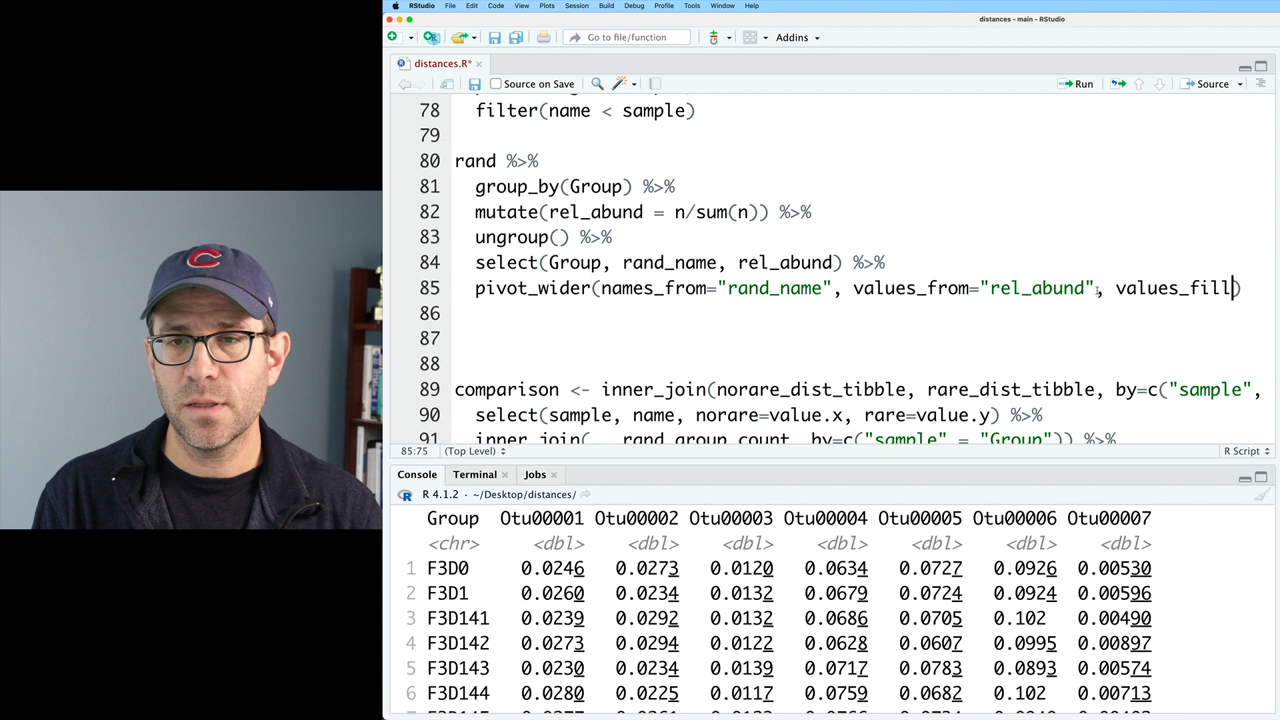 RStudio File Edit Code View Plots Session Build Debug Profile Tools Window Help
distances - main - RStudio
Go to file/function Addins
distances.R*
Source on Save Run Source
78 filter(name < sample)
79
80 rand %>%
81 group_by(Group) %>%
82 mutate(rel_abund = n/sum(n)) %>%
83 ungroup() %>%
84 select(Group, rand_name, rel_abund) %>%
85 pivot_wider(names_from="rand_name", values_from="rel_abund", values_fill)
86
87
88
89 comparison <- inner_join(norare_dist_tibble, rare_dist_tibble, by=c("sample",
90 select(sample, name, norare=value.x, rare=value.y) %>%
91 inner_join(., rand_group_count, by=c("sample" = "Group")) %>%
85:75 (Top Level) R Script
Console Terminal Jobs
R 4.1.2 · ~/Desktop/distances/
Group Otu00001 Otu00002 Otu00003 Otu00004 Otu00005 Otu00006 Otu00007
<chr> <dbl> <dbl> <dbl> <dbl> <dbl> <dbl> <dbl>
1 F3D0 0.0246 0.0273 0.0120 0.0634 0.0727 0.0926 0.00530
2 F3D1 0.0260 0.0234 0.0132 0.0679 0.0724 0.0924 0.00596
3 F3D141 0.0239 0.0292 0.0132 0.0686 0.0705 0.102 0.00490
4 F3D142 0.0273 0.0294 0.0122 0.0628 0.0607 0.0995 0.00897
5 F3D143 0.0230 0.0234 0.0139 0.0717 0.0783 0.0893 0.00574
6 F3D144 0.0280 0.0225 0.0117 0.0759 0.0682 0.102 0.00713